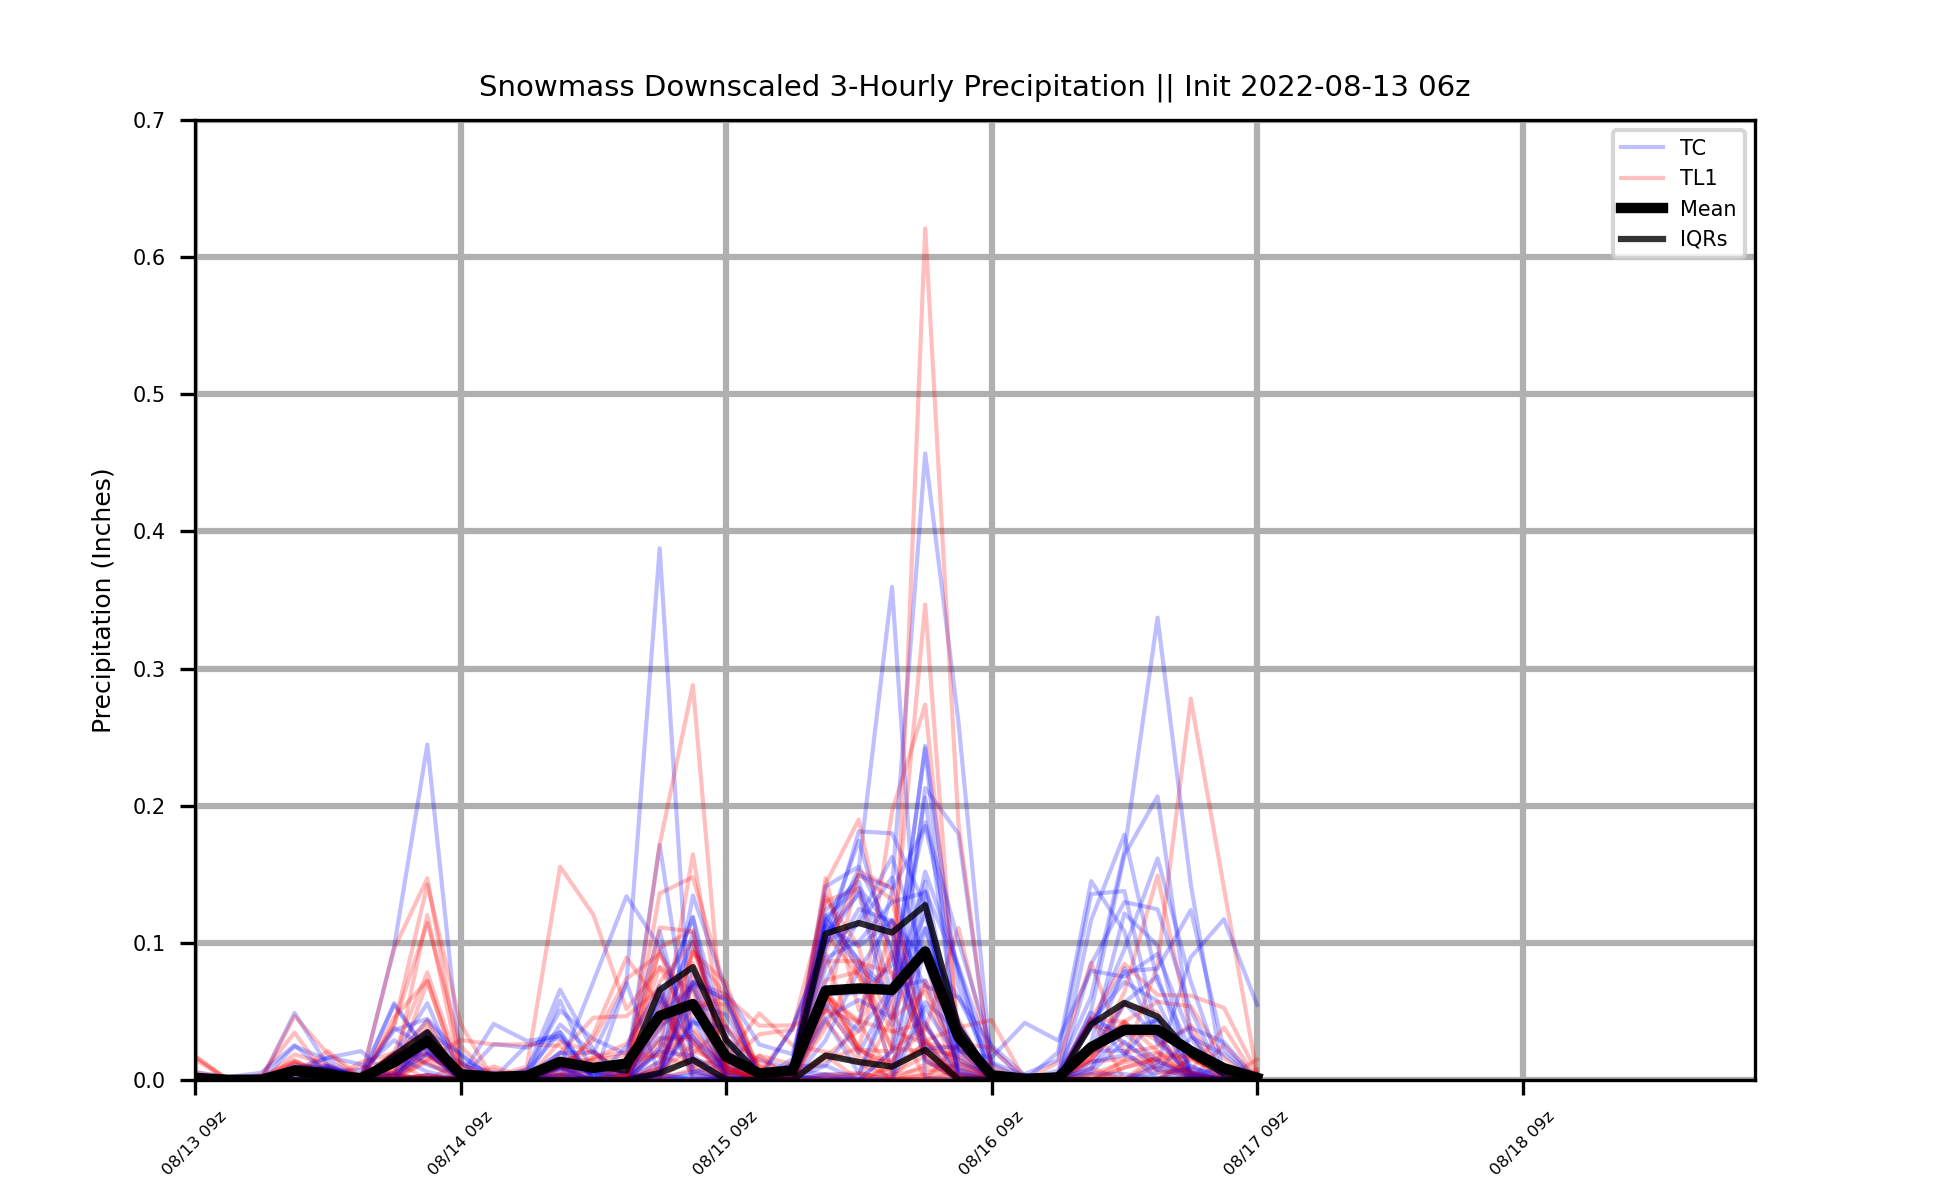 Snowmass Downscaled 3-Hourly Precipitation || Init 2022-08-13 06z
TC
TL1
Mean
IQRs
Precipitation (Inches)
0.7
0.6
0.5
0.4
0.3
0.2
0.1
0.0
08/13 09z
08/14 09z
08/15 09z
08/16 09z
08/17 09z
08/18 09z